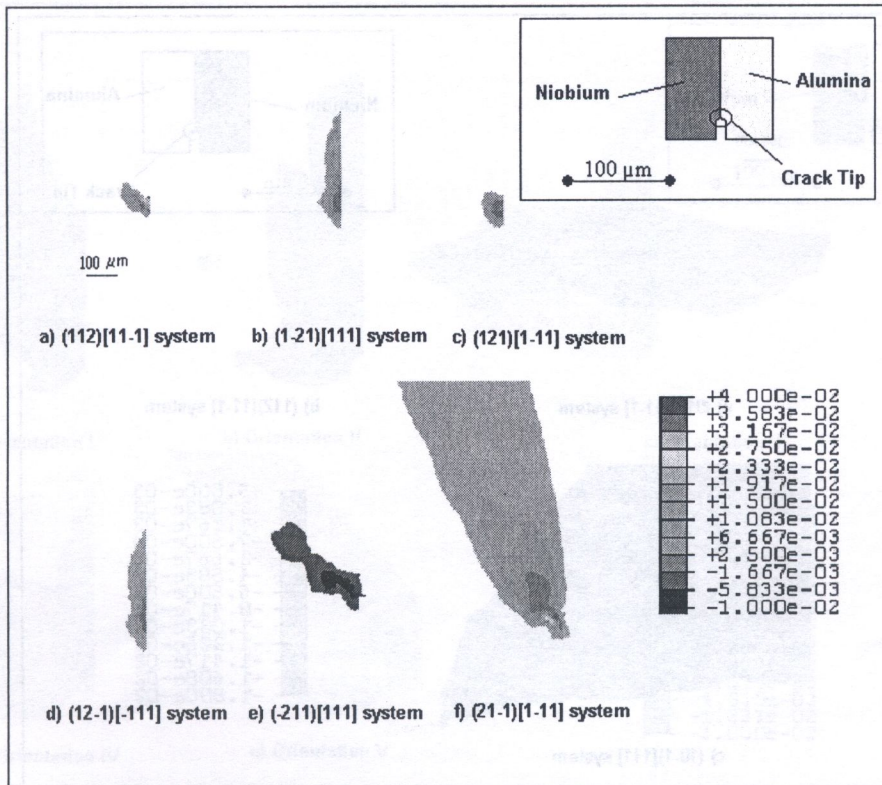 Niobium
Alumina
Crack Tip
100 μm
100 μm
a) (112)[11-1] system
b) (1-21)[111] system
c) (121)[1-11] system
+4.000e-02
+3.583e-02
+3.167e-02
+2.750e-02
+2.333e-02
+1.917e-02
+1.500e-02
+1.083e-02
+6.667e-03
+2.500e-03
-1.667e-03
-5.833e-03
-1.000e-02
d) (12-1)[-111] system
e) (-211)[111] system
f) (21-1)[1-11] system